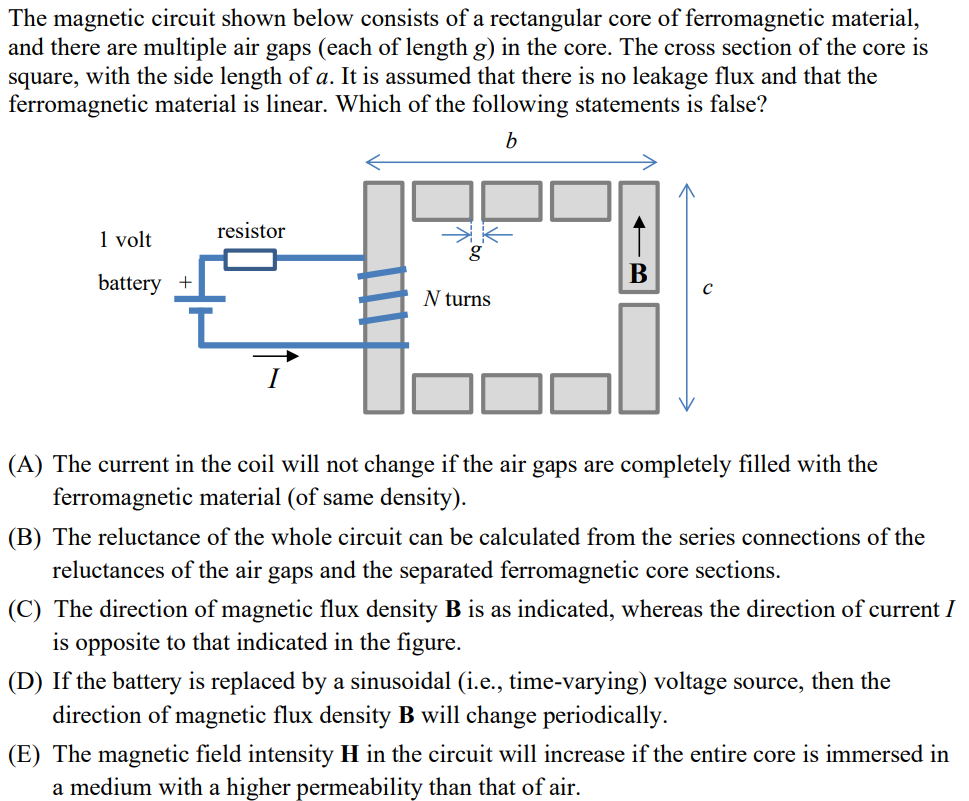 The magnetic circuit shown below consists of a rectangular core of ferromagnetic material,
and there are multiple air gaps (each of length g) in the core. The cross section of the core is
square, with the side length of a. It is assumed that there is no leakage flux and that the
ferromagnetic material is linear. Which of the following statements is false?
b
1 volt
battery +
resistor
g
N turns
B
c
I
(A) The current in the coil will not change if the air gaps are completely filled with the
ferromagnetic material (of same density).
(B) The reluctance of the whole circuit can be calculated from the series connections of the
reluctances of the air gaps and the separated ferromagnetic core sections.
(C) The direction of magnetic flux density B is as indicated, whereas the direction of current I
is opposite to that indicated in the figure.
(D) If the battery is replaced by a sinusoidal (i.e., time-varying) voltage source, then the
direction of magnetic flux density B will change periodically.
(E) The magnetic field intensity H in the circuit will increase if the entire core is immersed in
a medium with a higher permeability than that of air.